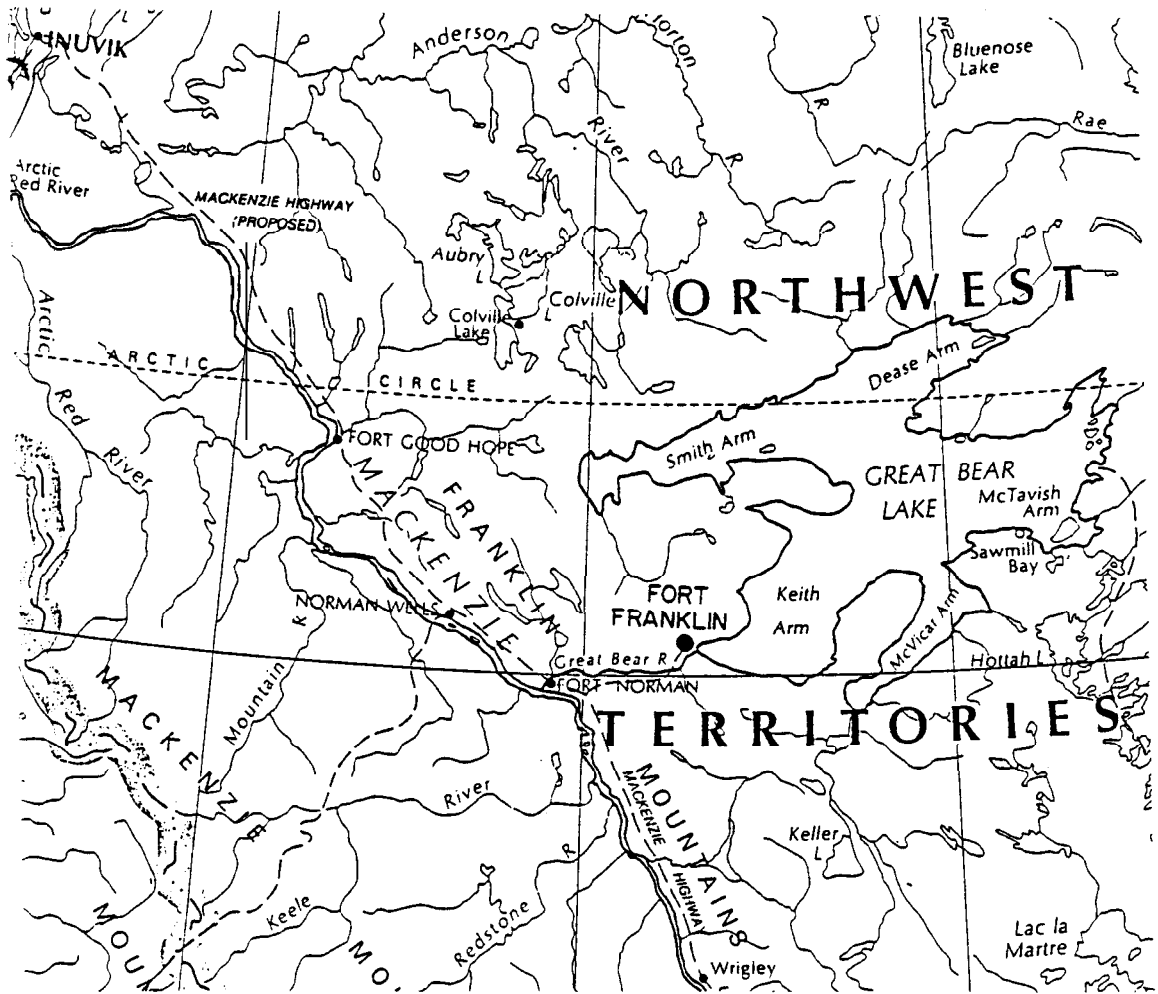 INUVIK
Anderson
River
Horton
R
R
Bluenose
Lake
Rae
Arctic
Red River
MACKENZIE HIGHWAY
(PROPOSED)
Aubry
L
Colville
L
Colville
Lake
NORTHWEST
Arctic
Red
River
ARCTIC CIRCLE
Dease Arm
FORT GOOD HOPE
Smith Arm
GREAT BEAR
LAKE
McTavish
Arm
Sawmill
Bay
MACKENZIE
FRANKLIN
NORMAN WELLS
FORT
FRANKLIN
Keith
Arm
McVicar Arm
Hottah L
Great Bear R
FORT NORMAN
Mountain
R
MACKENZIE
TERRITORIES
MOUNTAINS
MACKENZIE
HIGHWAY
River
Keele
Redstone
R
Keller
L
Lac la
Martre
Wrigley
MOU
MO